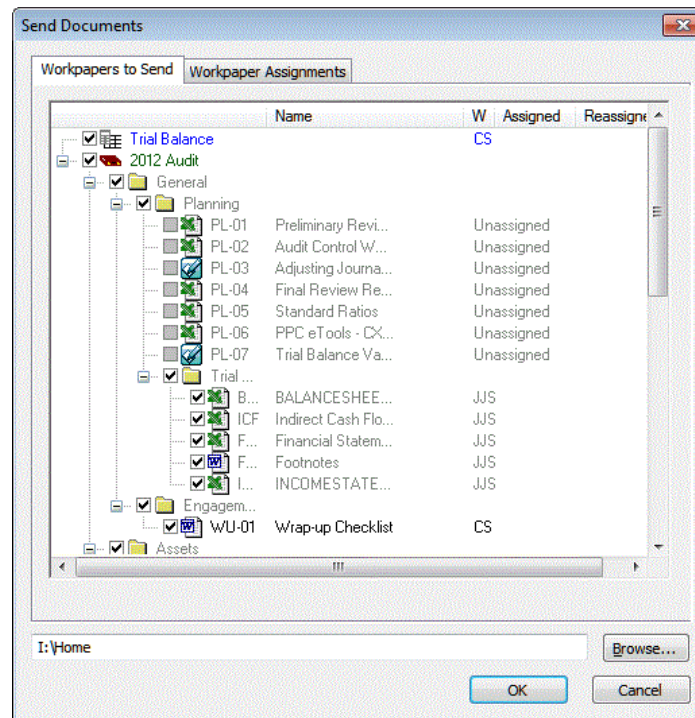 Send Documents
Workpapers to Send Workpaper Assignments
Name W Assigned Reassigne
Trial Balance CS
2012 Audit
General
Planning
PL-01 Preliminary Revi... Unassigned
PL-02 Audit Control W... Unassigned
PL-03 Adjusting Journa... Unassigned
PL-04 Final Review Re... Unassigned
PL-05 Standard Ratios Unassigned
PL-06 PPC eTools - CX... Unassigned
PL-07 Trial Balance Va... Unassigned
Trial ...
B... BALANCESHEE... JJS
ICF Indirect Cash Flo... JJS
F... Financial Statem... JJS
F... Footnotes JJS
I... INCOMESTATE... JJS
Engagem...
WU-01 Wrap-up Checklist CS
Assets
I:\Home Browse...
OK Cancel